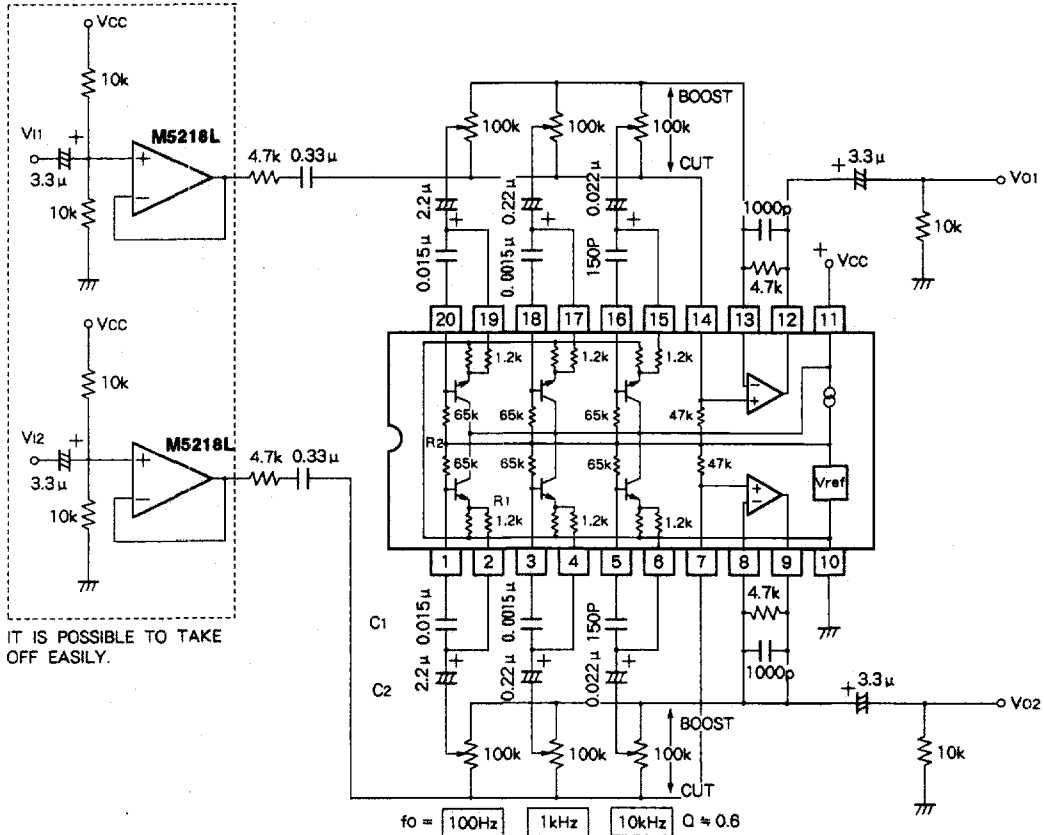 VCC
10k
VI1
+
3.3μ
10k
M5218L
+
−
4.7k 0.33μ
100k 100k 100k
BOOST
CUT
2.2μ
+
0.22μ
+
0.022μ
+
0.015μ
0.0015μ
150P
1000p
4.7k
+
3.3μ
VO1
10k
+
VCC
20 19 18 17 16 15 14 13 12 11
1.2k 1.2k 1.2k
65k 65k 65k 47k
R2
65k 65k 65k 47k
R1
1.2k 1.2k 1.2k
−
+
+
−
Vref
1 2 3 4 5 6 7 8 9 10
VCC
10k
VI2
+
3.3μ
10k
M5218L
+
−
4.7k 0.33μ
IT IS POSSIBLE TO TAKE
OFF EASILY.
C1
0.015μ
0.0015μ
150P
C2
2.2μ
+
0.22μ
+
0.022μ
+
4.7k
1000p
+
3.3μ
VO2
10k
100k 100k 100k
BOOST
CUT
fo = 100Hz 1kHz 10kHz Q ≒ 0.6